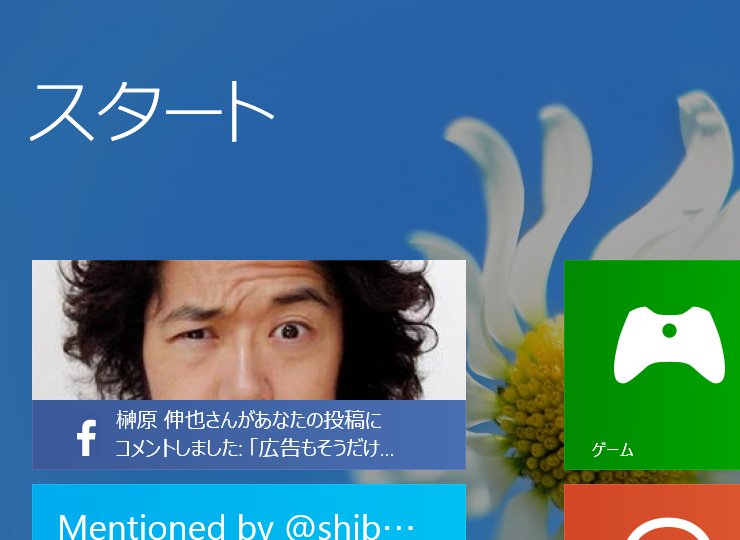 スタート
榊原 伸也さんがあなたの投稿に
コメントしました: 「広告もそうだけ...
ゲーム
Mentioned by @shib…